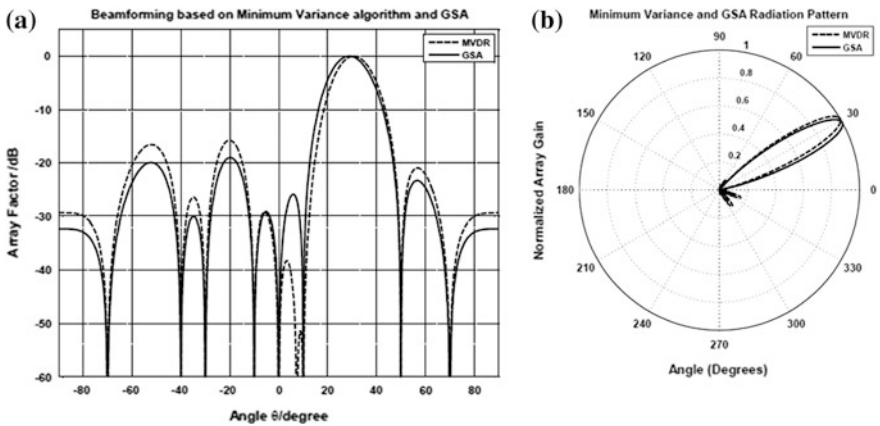 (a)
Beamforming based on Minimum Variance algorithm and GSA
MVDR
GSA
0
-10
-20
-30
-40
-50
-60
Array Factor /dB
-80 -60 -40 -20 0 20 40 60 80
Angle θ/degree
(b)
Minimum Variance and GSA Radiation Pattern
MVDR
GSA
90
1
120 60
0.8
0.6
150 30
0.4
0.2
180 0
210 330
240 300
270
Normalized Array Gain
Angle (Degrees)